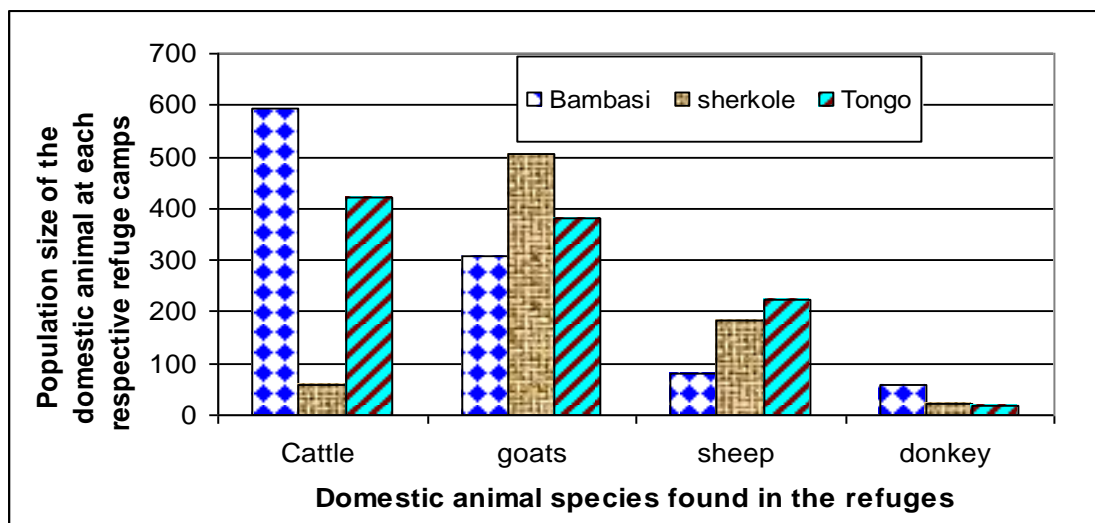 Population size of the
domestic animal at each
respective refuge camps
700
600
500
400
300
200
100
0
Bambasi sherkole Tongo
Cattle goats sheep donkey
Domestic animal species found in the refuges